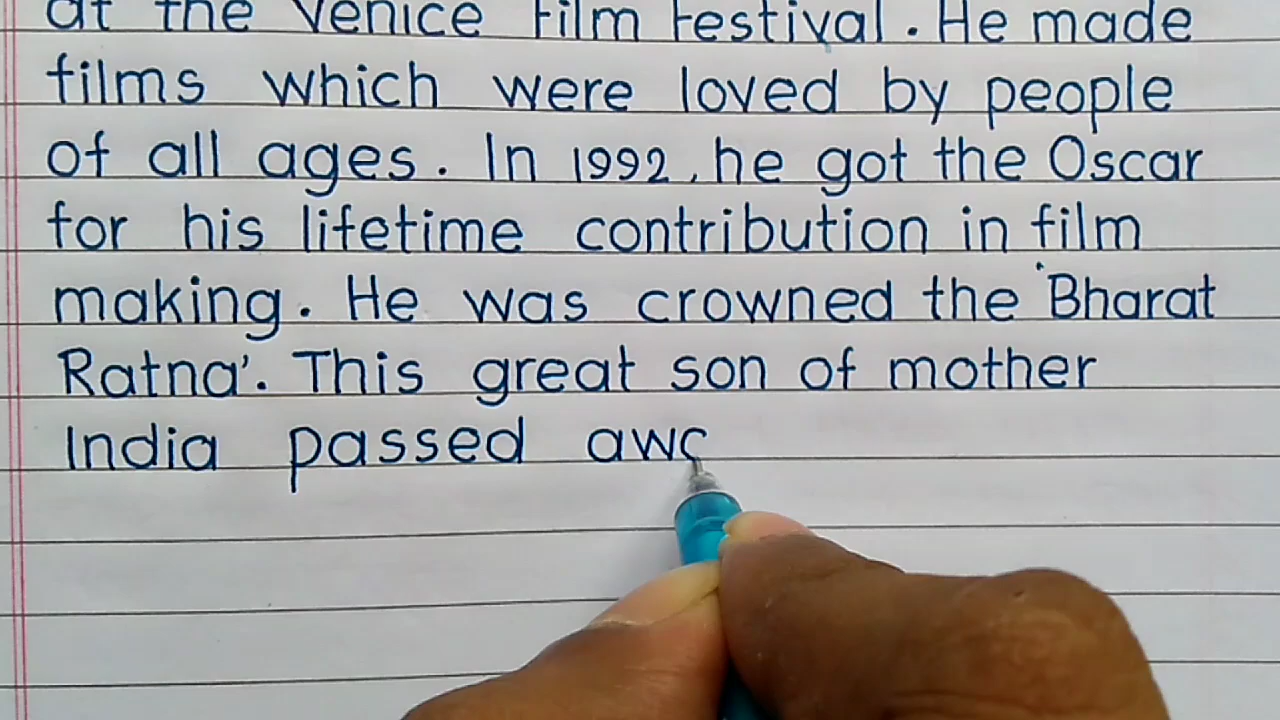 at the Venice Film Festival. He made
films which were loved by people
of all ages. In 1992, he got the Oscar
for his lifetime contribution in film
making. He was crowned the 'Bharat
Ratna'. This great son of mother
India passed awa